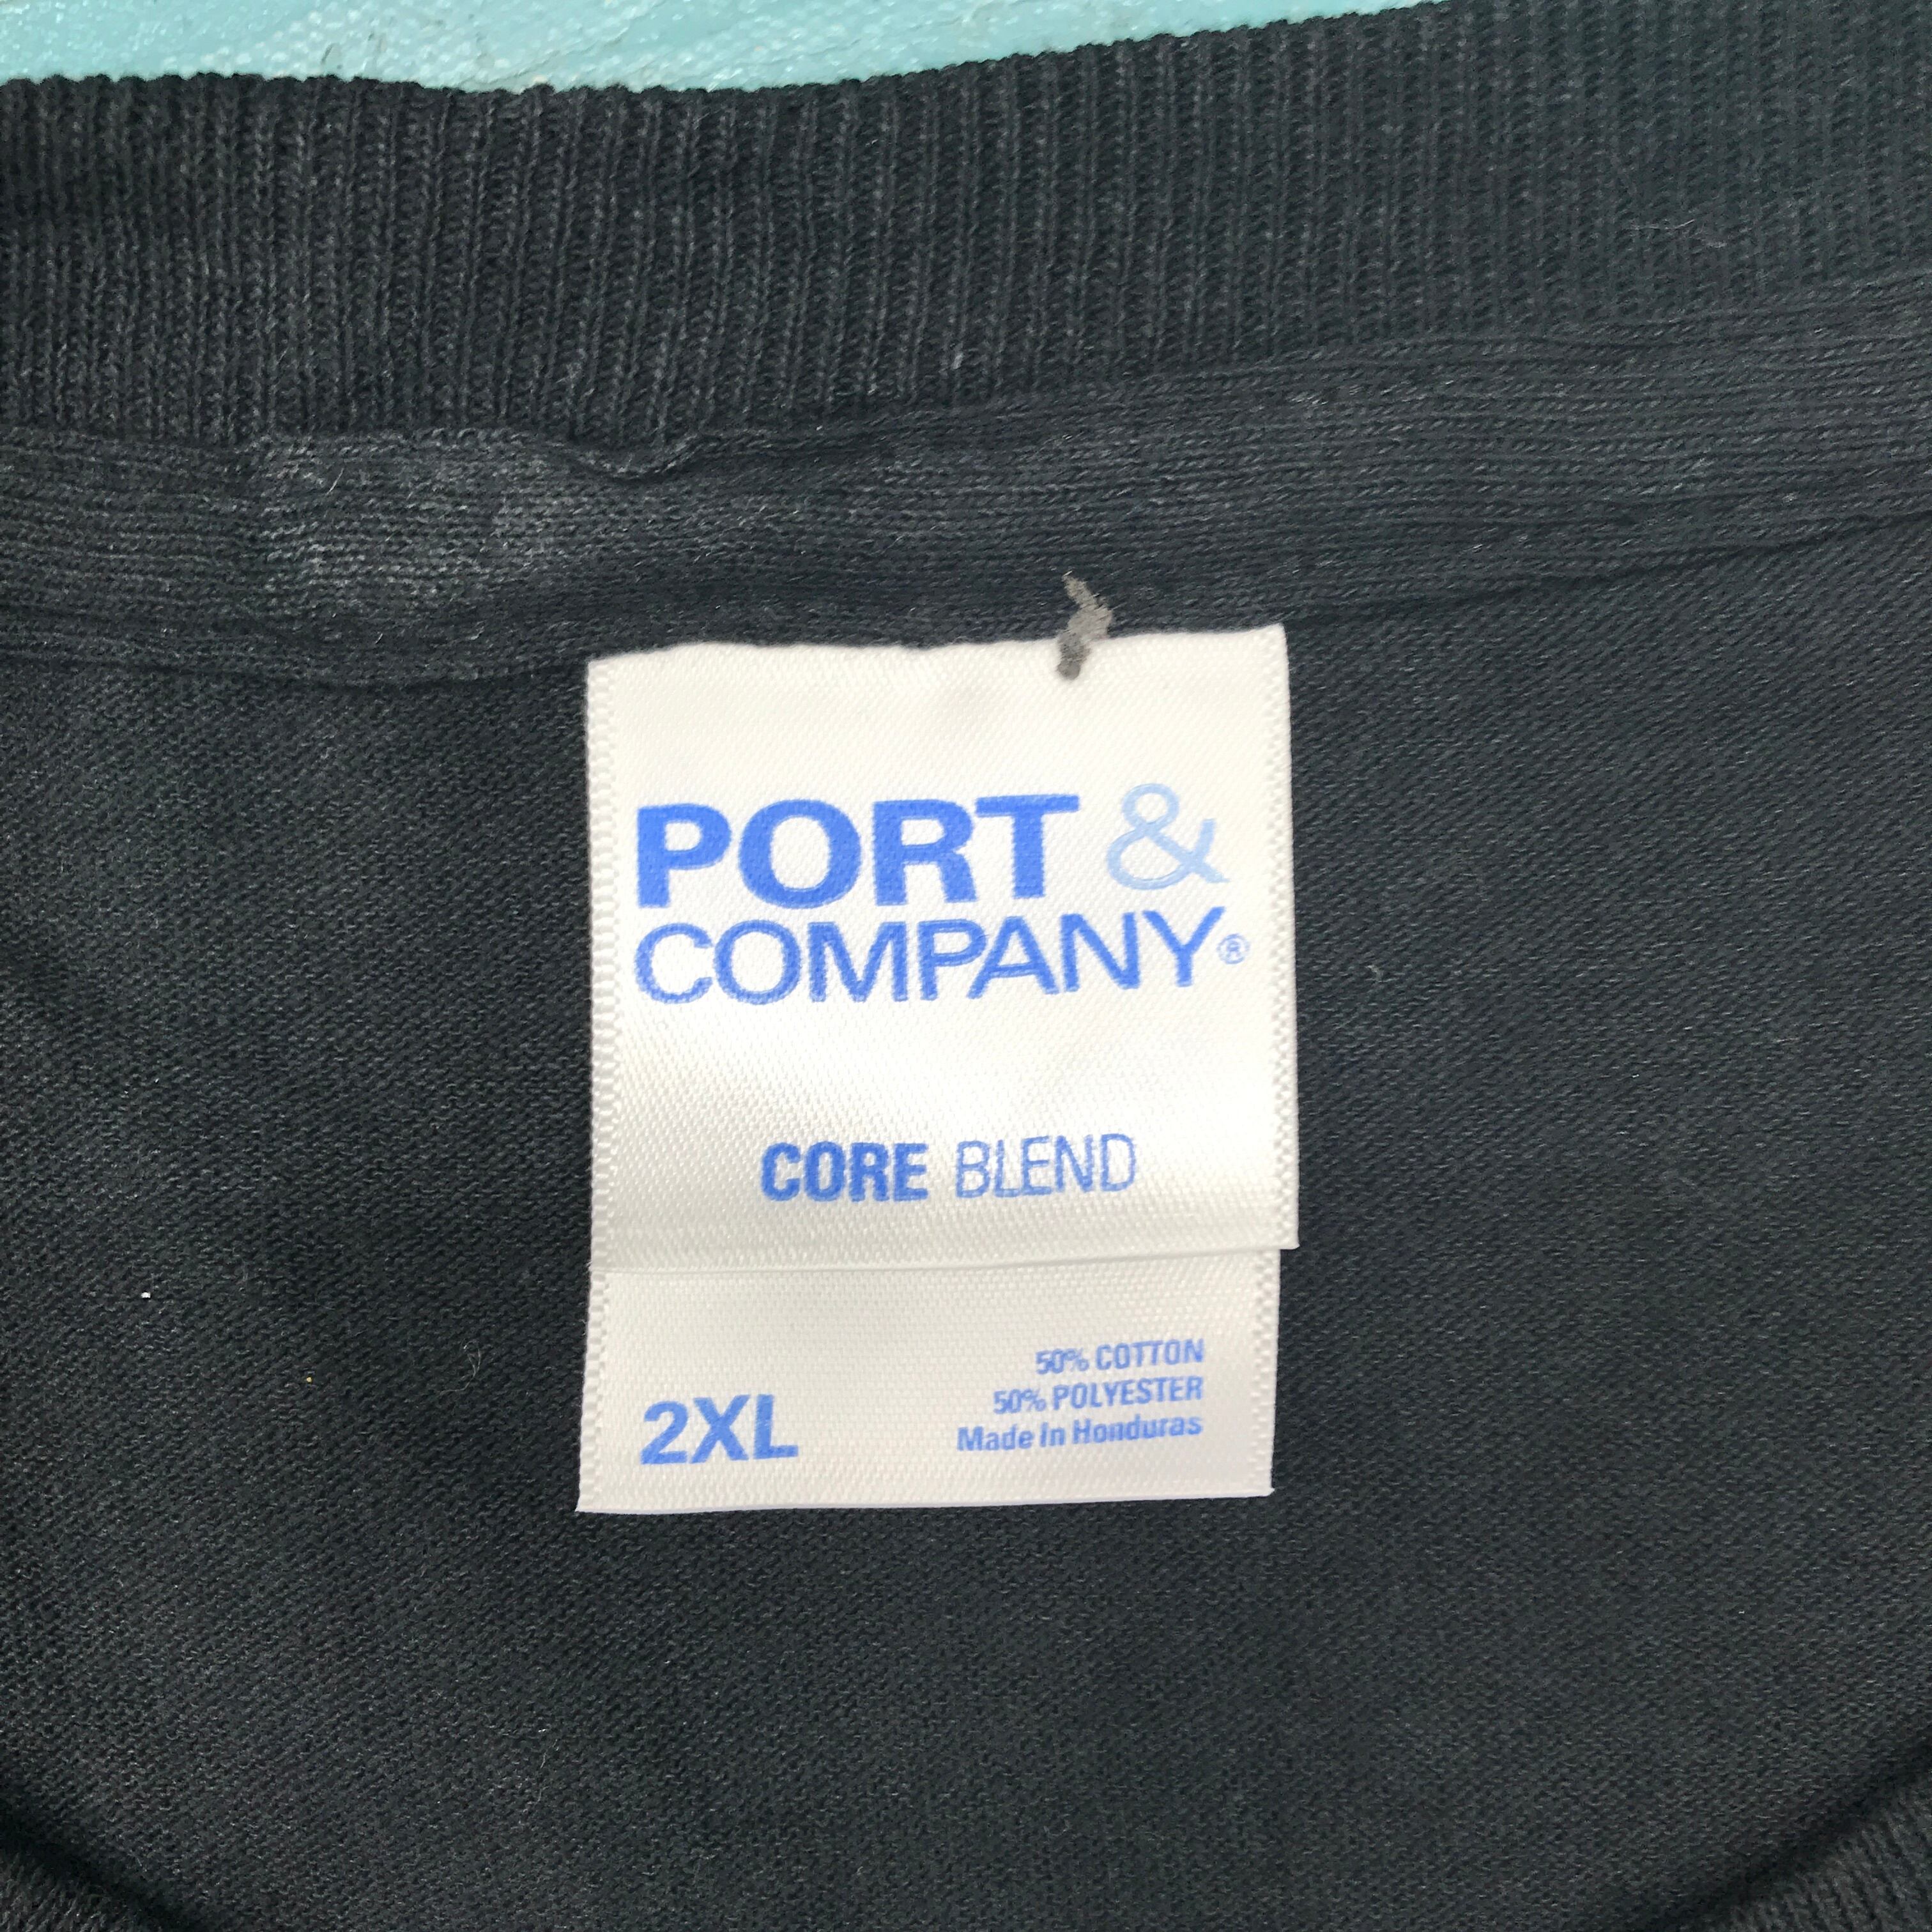 PORT &
COMPANY®
CORE BLEND
50% COTTON
50% POLYESTER
Made in Honduras
2XL